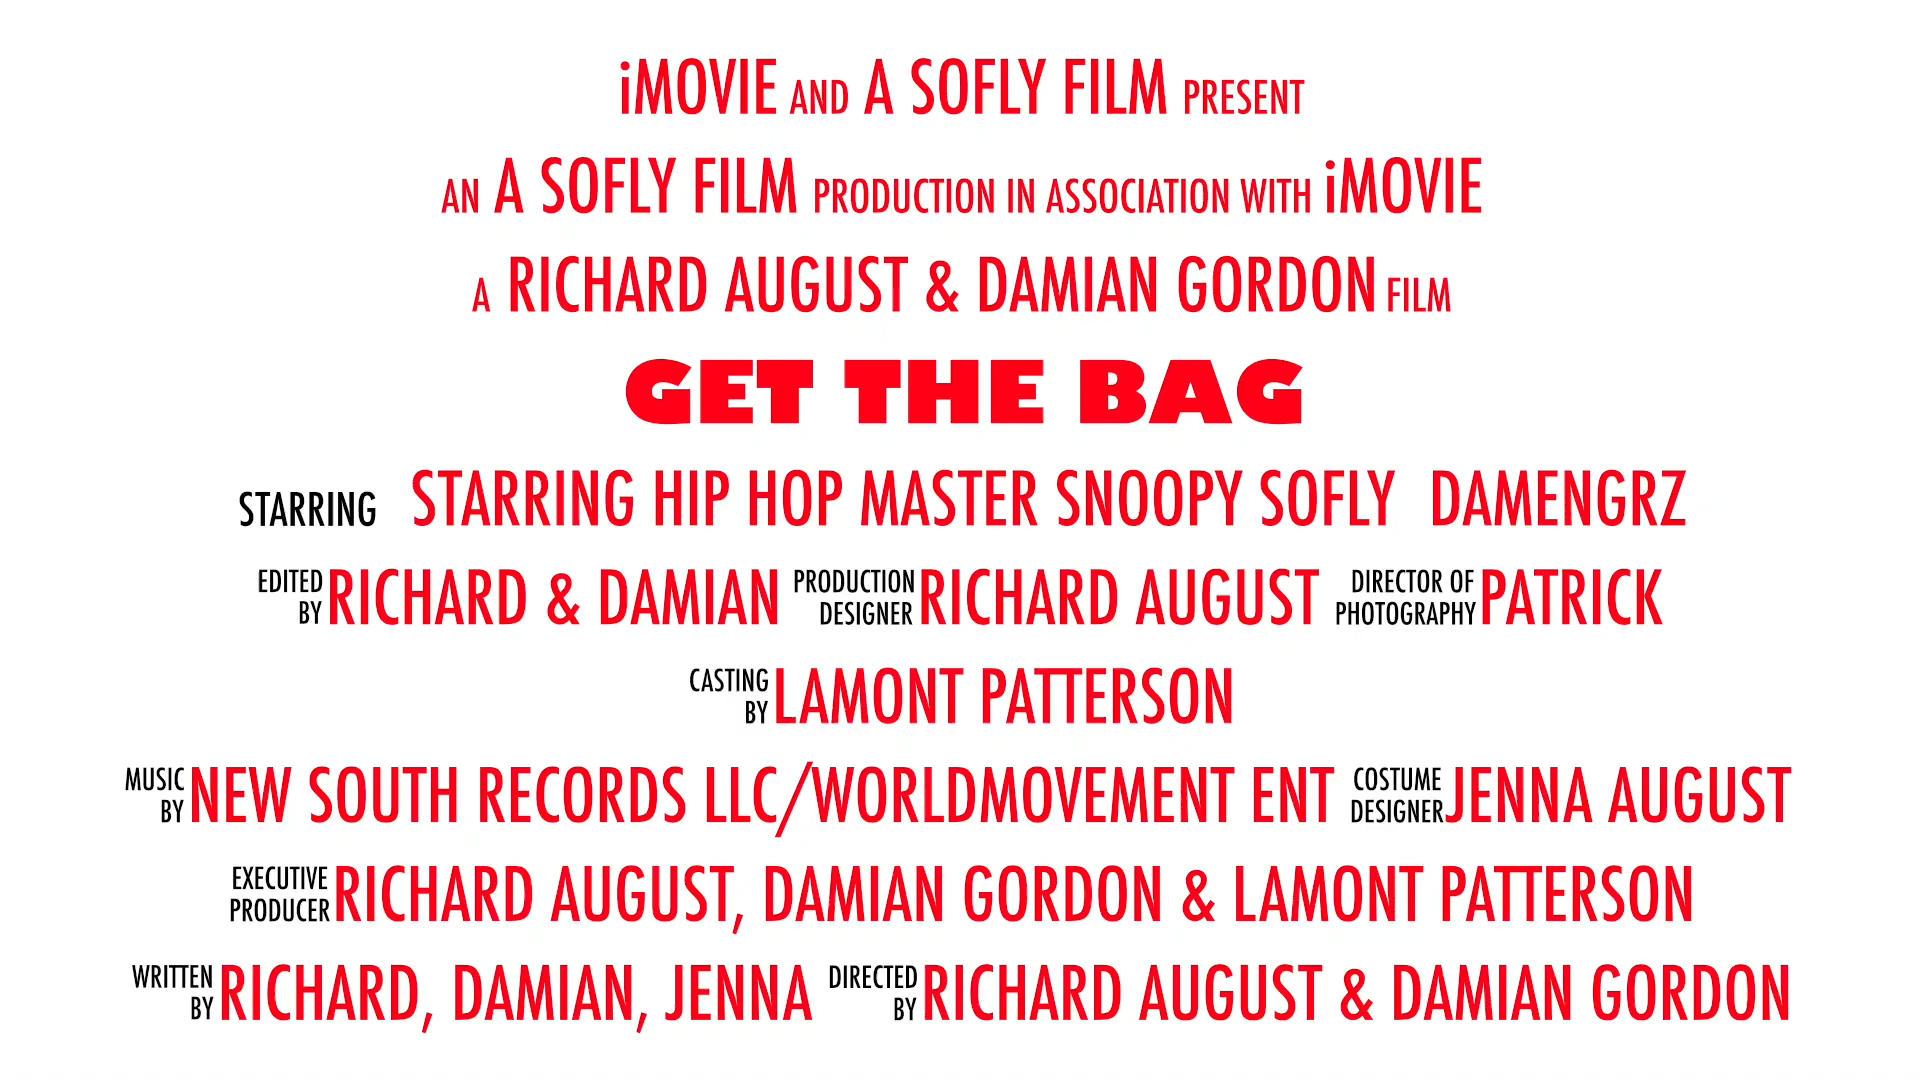 iMOVIE AND A SOFLY FILM PRESENT
AN A SOFLY FILM PRODUCTION IN ASSOCIATION WITH iMOVIE
A RICHARD AUGUST & DAMIAN GORDON FILM
GET THE BAG
STARRING STARRING HIP HOP MASTER SNOOPY SOFLY DAMENGRZ
EDITED BY RICHARD & DAMIAN PRODUCTION DESIGNER RICHARD AUGUST DIRECTOR OF PHOTOGRAPHY PATRICK
CASTING BY LAMONT PATTERSON
MUSIC BY NEW SOUTH RECORDS LLC/WORLDMOVEMENT ENT COSTUME DESIGNER JENNA AUGUST
EXECUTIVE PRODUCER RICHARD AUGUST, DAMIAN GORDON & LAMONT PATTERSON
WRITTEN BY RICHARD, DAMIAN, JENNA DIRECTED BY RICHARD AUGUST & DAMIAN GORDON